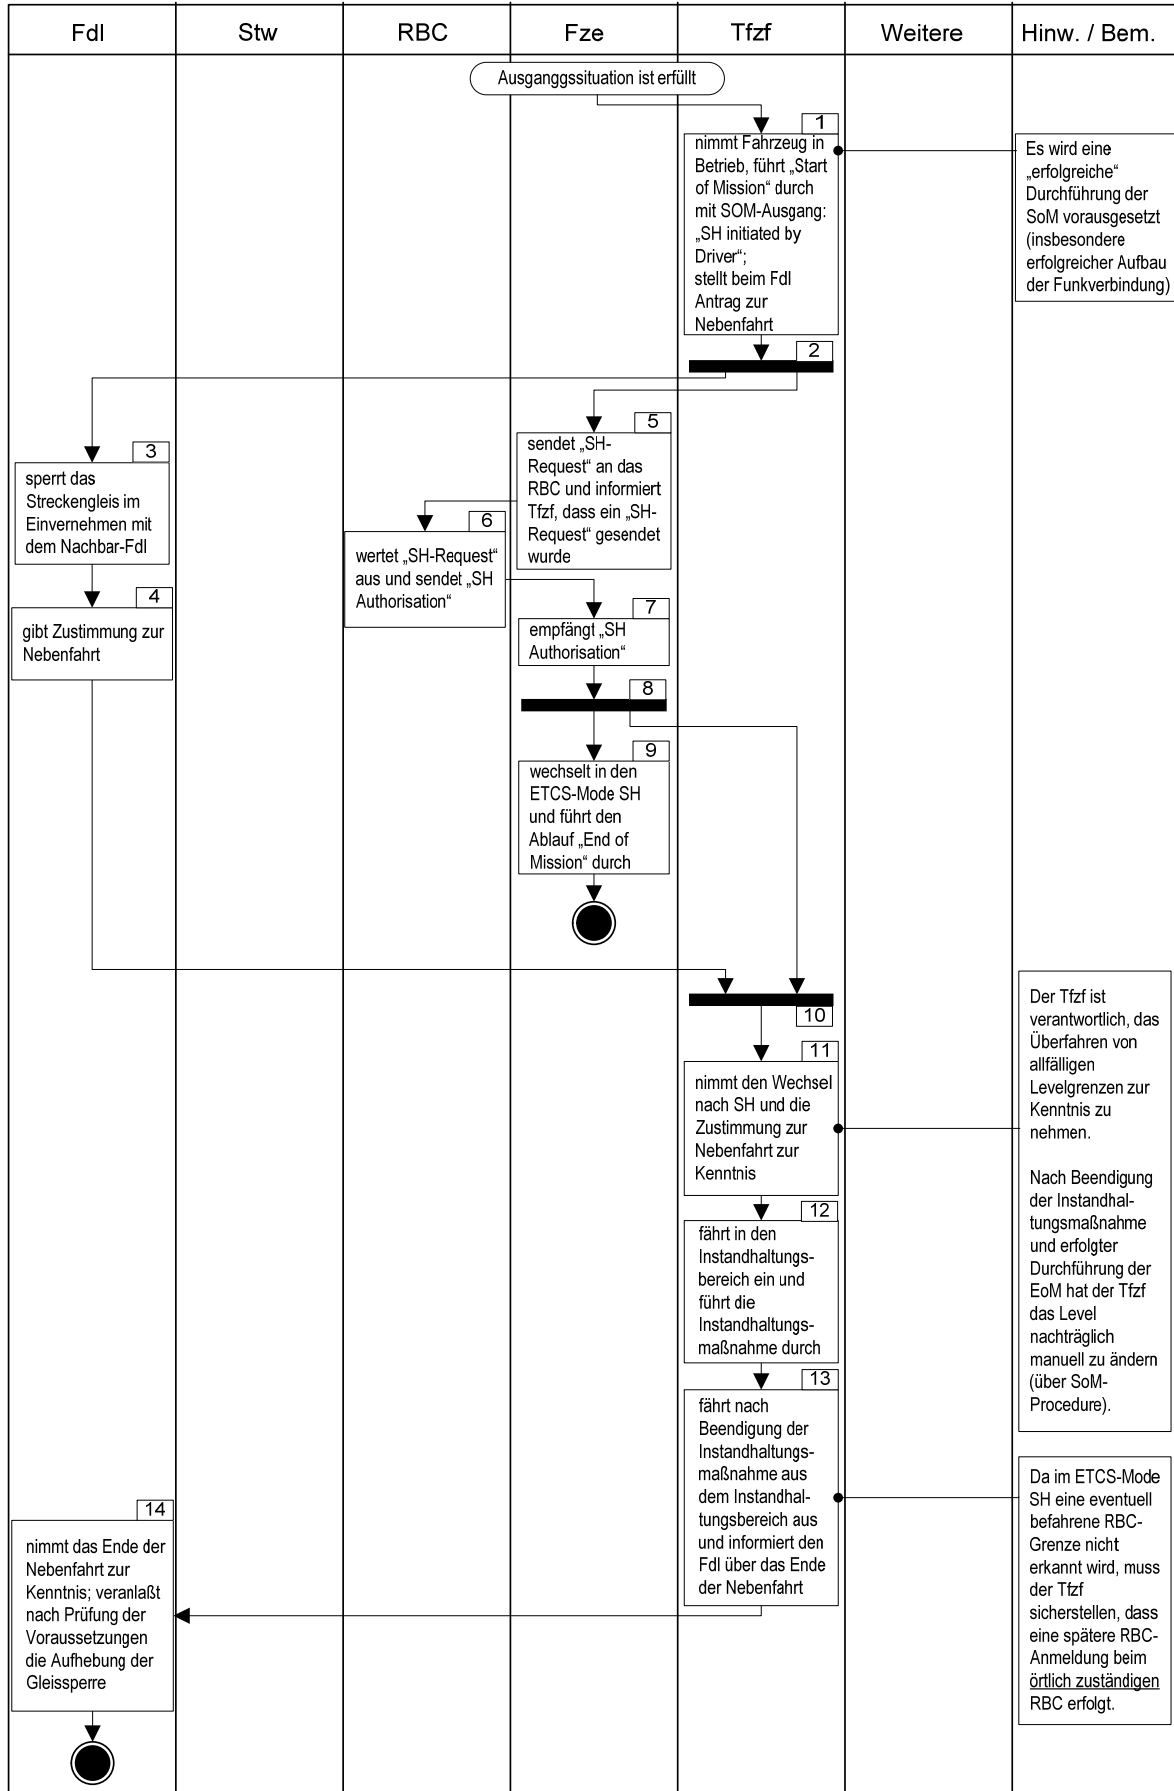 Fdl
Stw
RBC
Fze
Tfzf
Weitere
Hinw. / Bem.
Ausganggssituation ist erfüllt
1
nimmt Fahrzeug in
Betrieb, führt „Start
of Mission“ durch
mit SOM-Ausgang:
„SH initiated by
Driver“;
stellt beim Fdl
Antrag zur
Nebenfahrt
Es wird eine
„erfolgreiche“
Durchführung der
SoM vorausgesetzt
(insbesondere
erfolgreicher Aufbau
der Funkverbindung)
2
3
sperrt das
Streckengleis im
Einvernehmen mit
dem Nachbar-Fdl
4
gibt Zustimmung zur
Nebenfahrt
5
sendet „SH-
Request“ an das
RBC und informiert
Tfzf, dass ein „SH-
Request“ gesendet
wurde
6
wertet „SH-Request“
aus und sendet „SH
Authorisation“
7
empfängt „SH
Authorisation“
8
9
wechselt in den
ETCS-Mode SH
und führt den
Ablauf „End of
Mission“ durch
10
11
nimmt den Wechsel
nach SH und die
Zustimmung zur
Nebenfahrt zur
Kenntnis
Der Tfzf ist
verantwortlich, das
Überfahren von
allfälligen
Levelgrenzen zur
Kenntnis zu
nehmen.
Nach Beendigung
der Instandhal-
tungsmaßnahme
und erfolgter
Durchführung der
EoM hat der Tfzf
das Level
nachträglich
manuell zu ändern
(über SoM-
Procedure).
12
fährt in den
Instandhaltungs-
bereich ein und
führt die
Instandhaltungs-
maßnahme durch
13
fährt nach
Beendigung der
Instandhaltungs-
maßnahme aus
dem Instandhal-
tungsbereich aus
und informiert den
Fdl über das Ende
der Nebenfahrt
Da im ETCS-Mode
SH eine eventuell
befahrene RBC-
Grenze nicht
erkannt wird, muss
der Tfzf
sicherstellen, dass
eine spätere RBC-
Anmeldung beim
örtlich zuständigen
RBC erfolgt.
14
nimmt das Ende der
Nebenfahrt zur
Kenntnis; veranlaßt
nach Prüfung der
Voraussetzungen
die Aufhebung der
Gleissperre